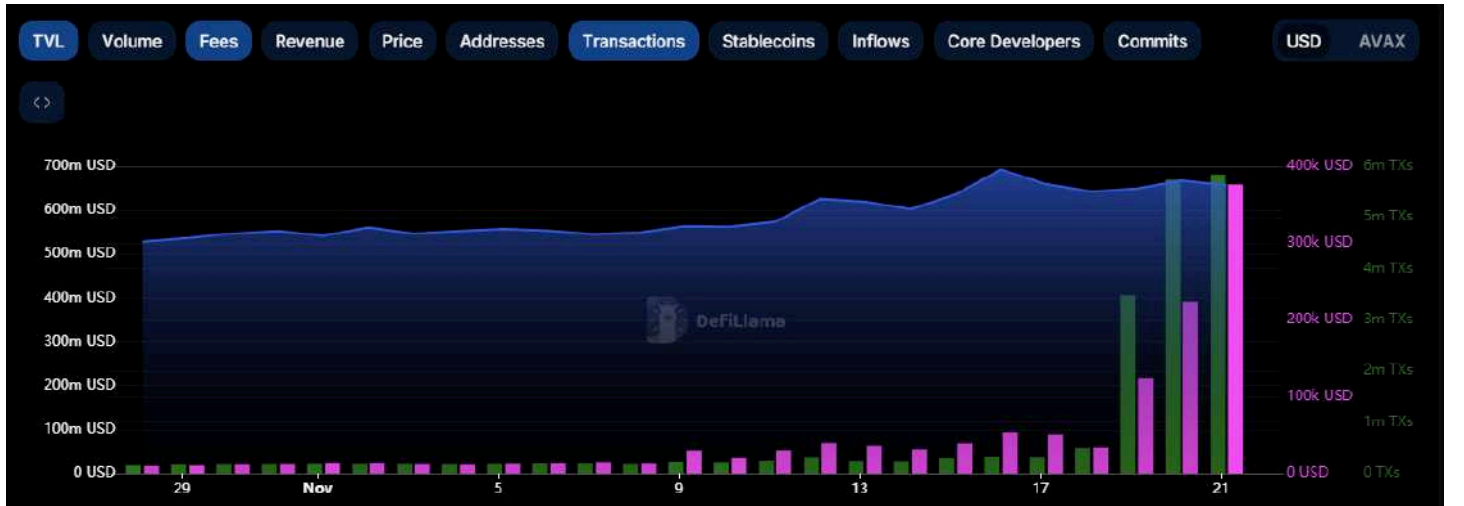 TVL Volume Fees Revenue Price Addresses Transactions Stablecoins Inflows Core Developers Commits USD AVAX
<>
700m USD 400k USD 6m TXs
600m USD 5m TXs
500m USD 300k USD
4m TXs
400m USD
DeFiLlama 200k USD 3m TXs
300m USD
200m USD 2m TXs
100k USD
100m USD 1m TXs
0 USD 0 USD 0 TXs
29 Nov 5 9 13 17 21